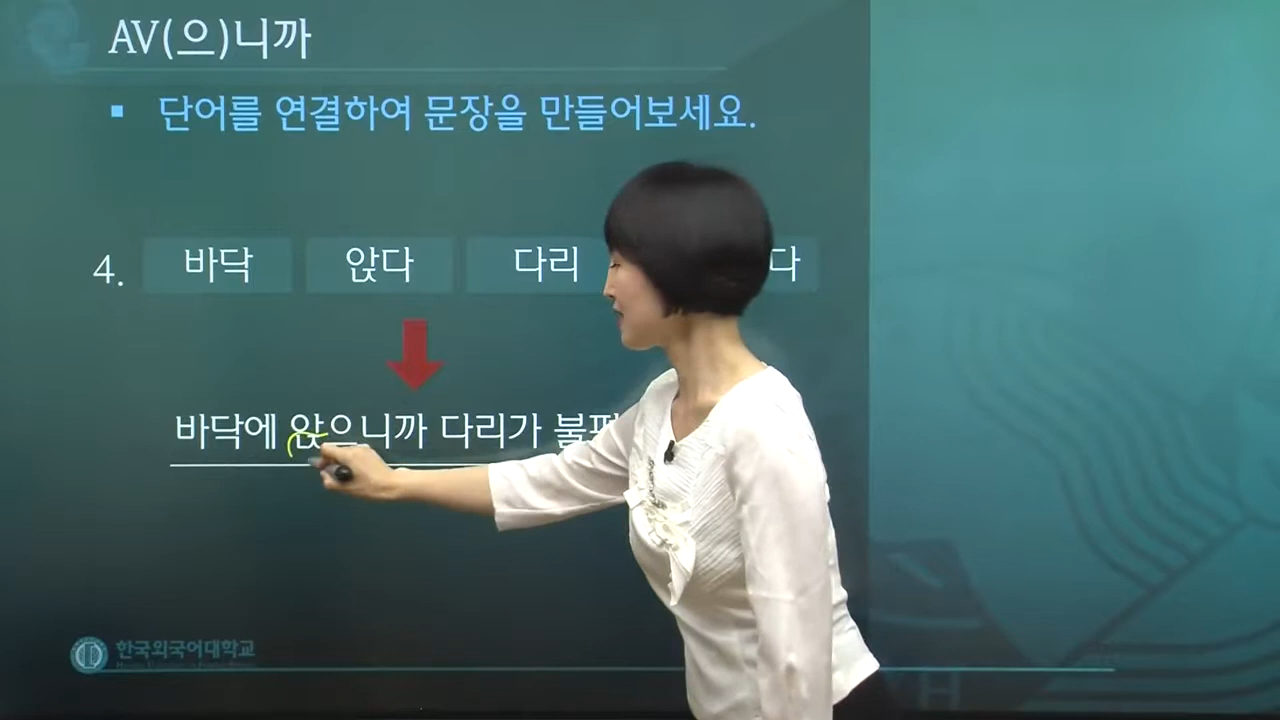 AV(으)니까
▪ 단어를 연결하여 문장을 만들어보세요.
4. 바닥 앉다 다리 다
바닥에 앉으니까 다리가
한국외국어대학교